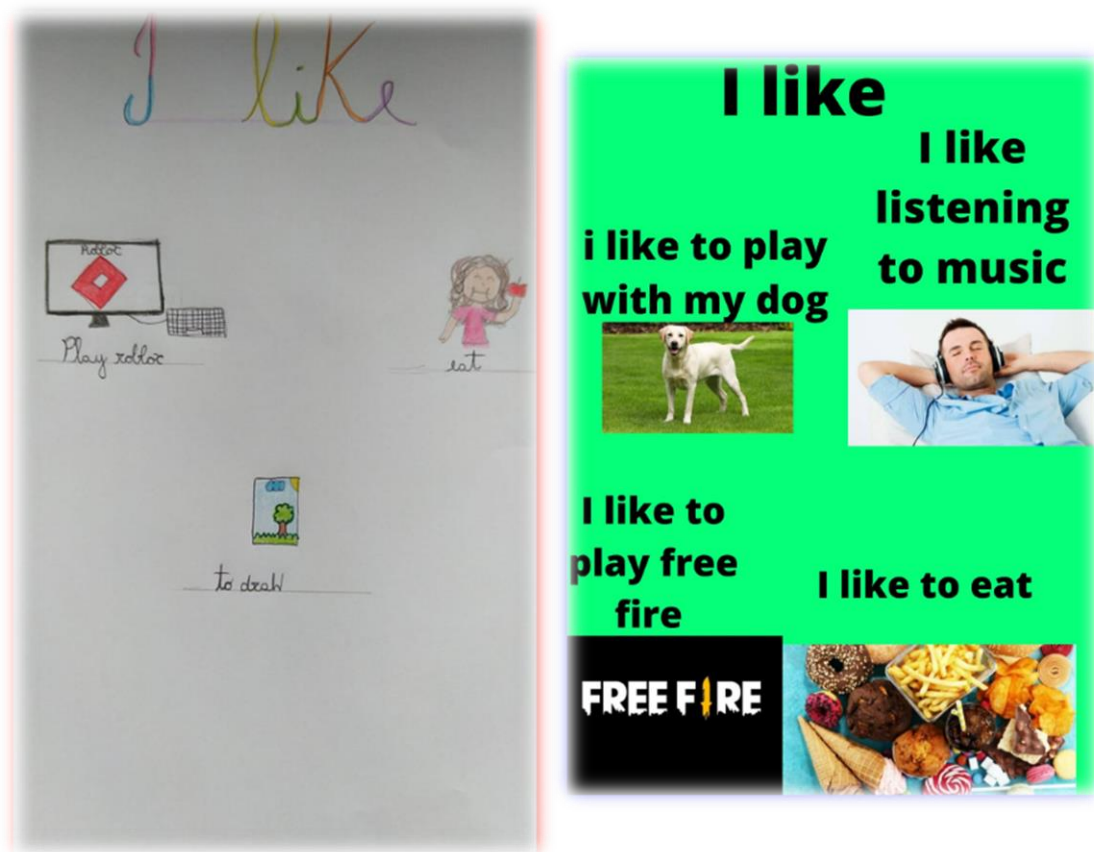 I like
Roblox
Play roblox
eat
to draw
I like
I like
listening
to music
i like to play
with my dog
I like to
play free
fire
FREE FIRE
I like to eat